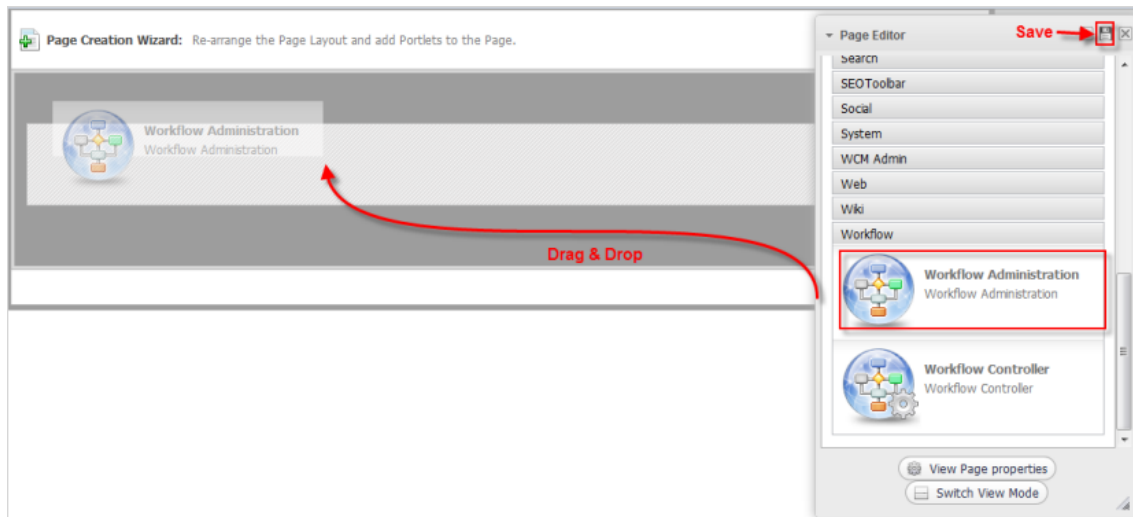 Page Creation Wizard: Re-arrange the Page Layout and add Portlets to the Page.
Workflow Administration
Workflow Administration
Drag & Drop
Page Editor
Save
Search
SEOToolbar
Social
System
WCM Admin
Web
Wiki
Workflow
Workflow Administration
Workflow Administration
Workflow Controller
Workflow Controller
View Page properties
Switch View Mode